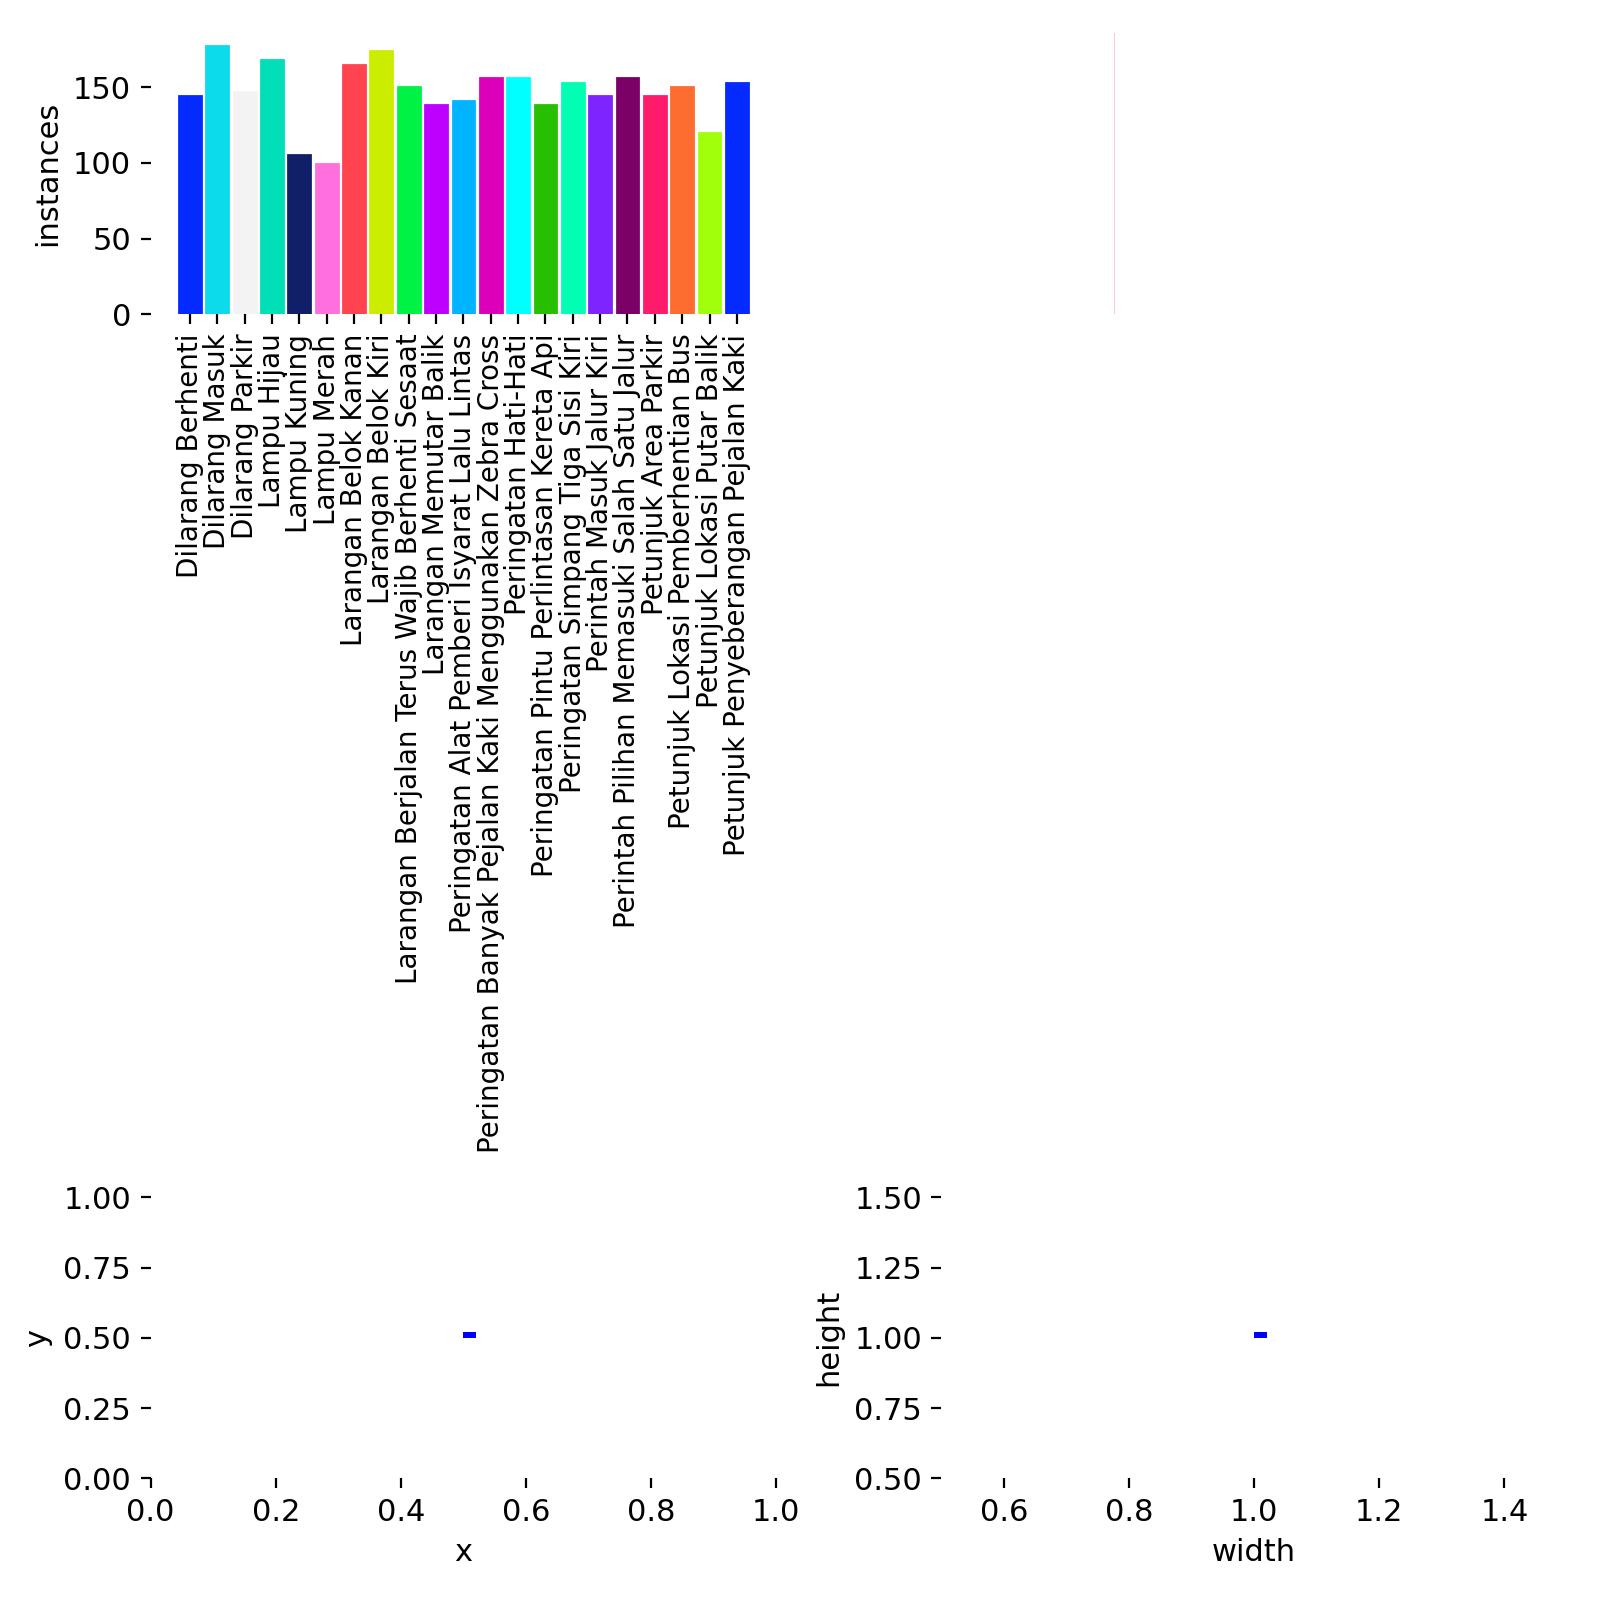 instances
150
100
50
0
Dilarang Berhenti
Dilarang Masuk
Dilarang Parkir
Lampu Hijau
Lampu Kuning
Lampu Merah
Larangan Belok Kanan
Larangan Belok Kiri
Larangan Berjalan Terus Wajib Berhenti Sesaat
Larangan Memutar Balik
Peringatan Alat Pemberi Isyarat Lalu Lintas
Peringatan Banyak Pejalan Kaki Menggunakan Zebra Cross
Peringatan Hati-Hati
Peringatan Pintu Perlintasan Kereta Api
Peringatan Simpang Tiga Sisi Kiri
Perintah Masuk Jalur Kiri
Perintah Pilihan Memasuki Salah Satu Jalur
Petunjuk Area Parkir
Petunjuk Lokasi Pemberhentian Bus
Petunjuk Lokasi Putar Balik
Petunjuk Penyeberangan Pejalan Kaki
y
1.00
0.75
0.50
0.25
0.00
0.0 0.2 0.4 0.6 0.8 1.0
x
height
1.50
1.25
1.00
0.75
0.50
0.6 0.8 1.0 1.2 1.4
width